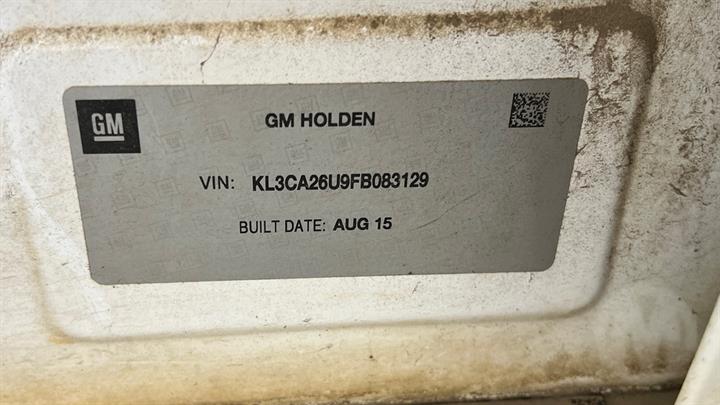 GM
GM HOLDEN
VIN: KL3CA26U9FB083129
BUILT DATE: AUG 15